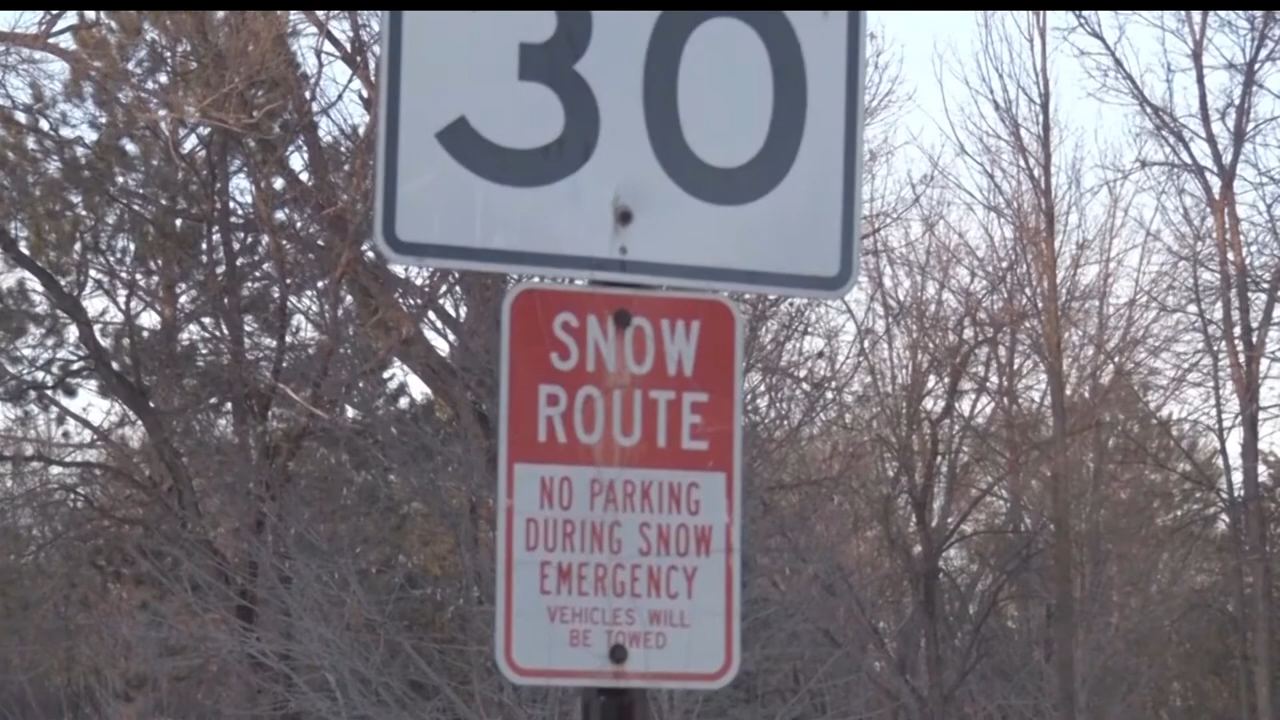 30
SNOW
ROUTE
NO PARKING
DURING SNOW
EMERGENCY
VEHICLES WILL
BE TOWED